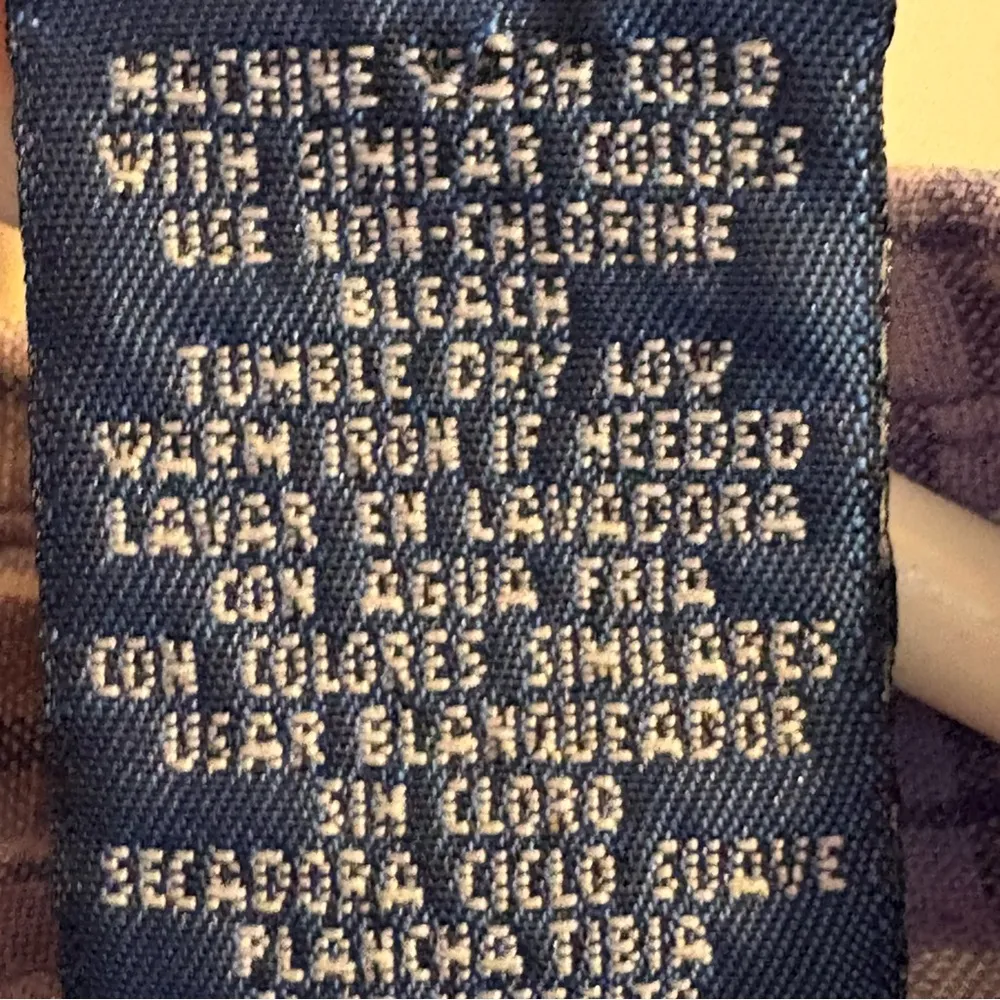 MACHINE WASH COLD
WITH SIMILAR COLORS
USE NON-CHLORINE
BLEACH
TUMBLE DRY LOW
WARM IRON IF NEEDED
LAVAR EN LAVADORA
CON AGUA FRIA
CON COLORES SIMILARES
USAR BLANQUEADOR
SIN CLORO
SECADORA CICLO SUAVE
PLANCHA TIBIA